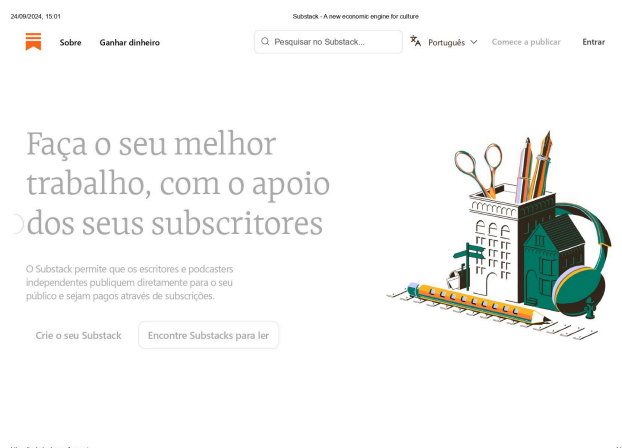 24/09/2024, 15:01
Substack - A new economic engine for culture
Sobre
Ganhar dinheiro
Pesquisar no Substack...
Português
Comece a publicar
Entrar
Faça o seu melhor
trabalho, com o apoio
dos seus subscritores
O Substack permite que os escritores e podcasters
independentes publiquem diretamente para o seu
público e sejam pagos através de subscrições.
Crie o seu Substack
Encontre Substacks para ler